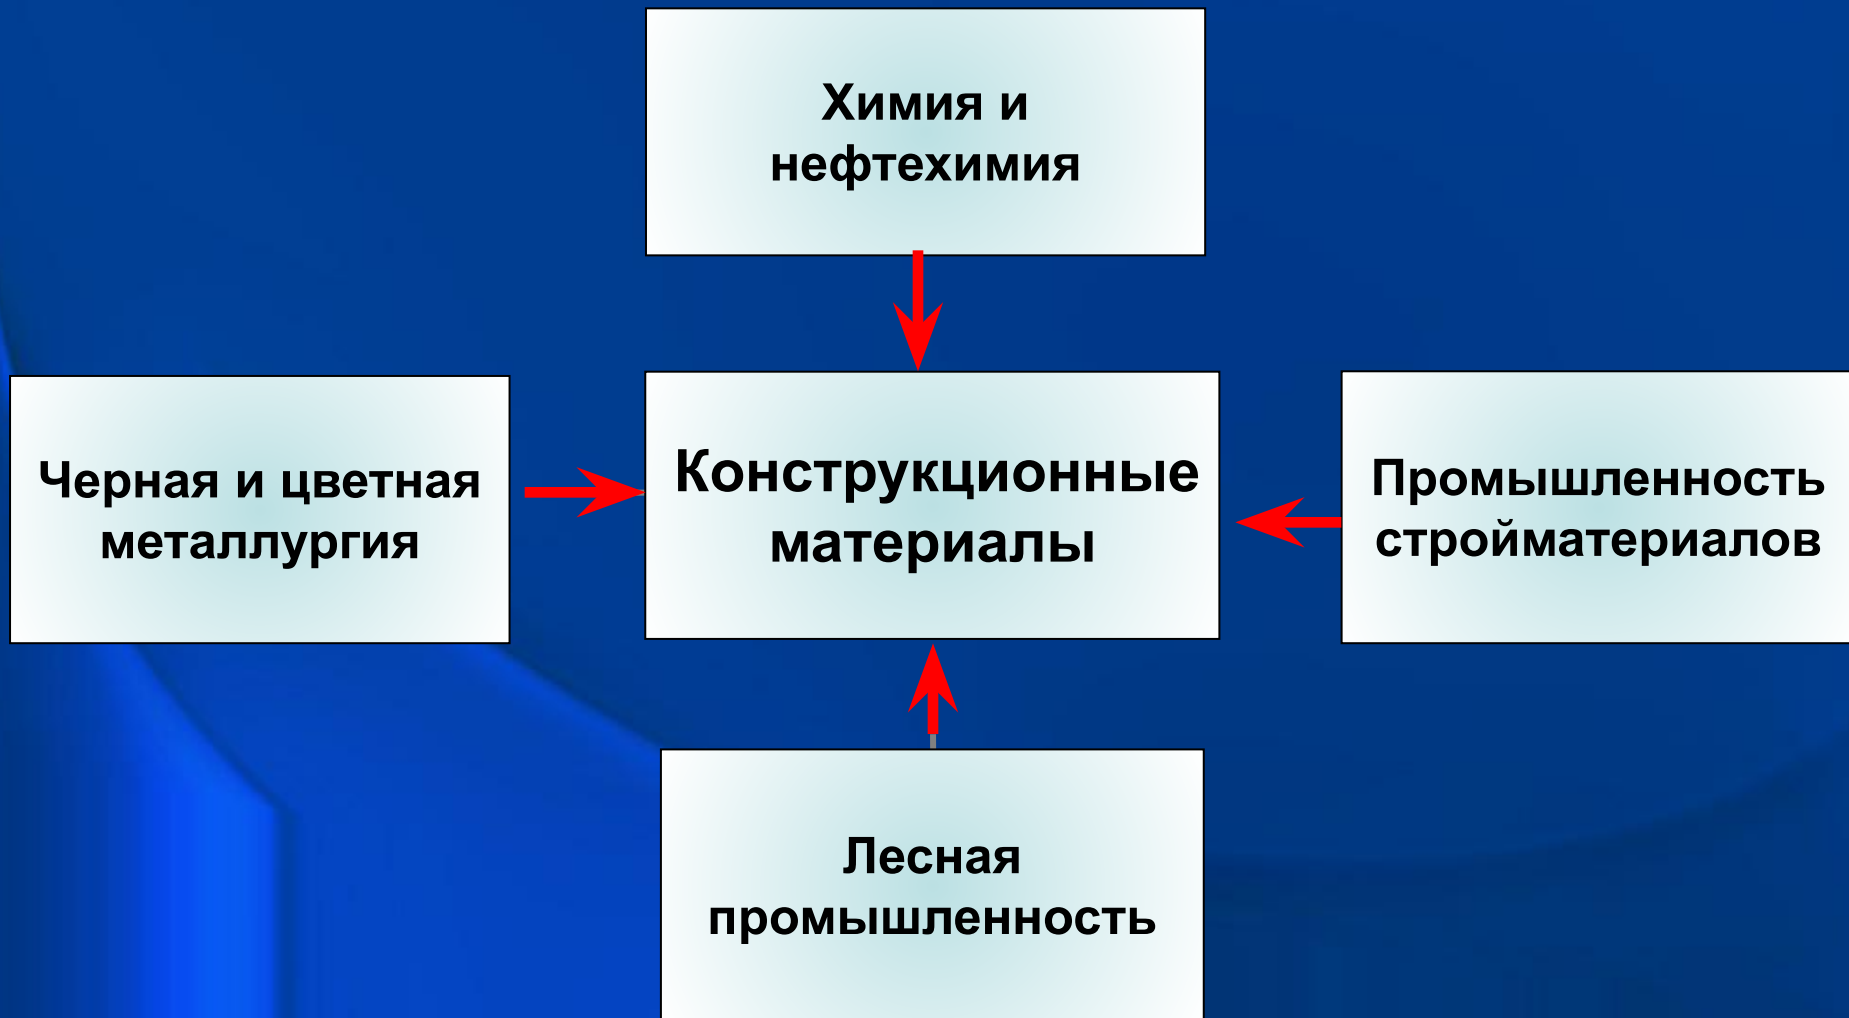 Химия и
нефтехимия
Черная и цветная
металлургия
Конструкционные
материалы
Промышленность
стройматериалов
Лесная
промышленность